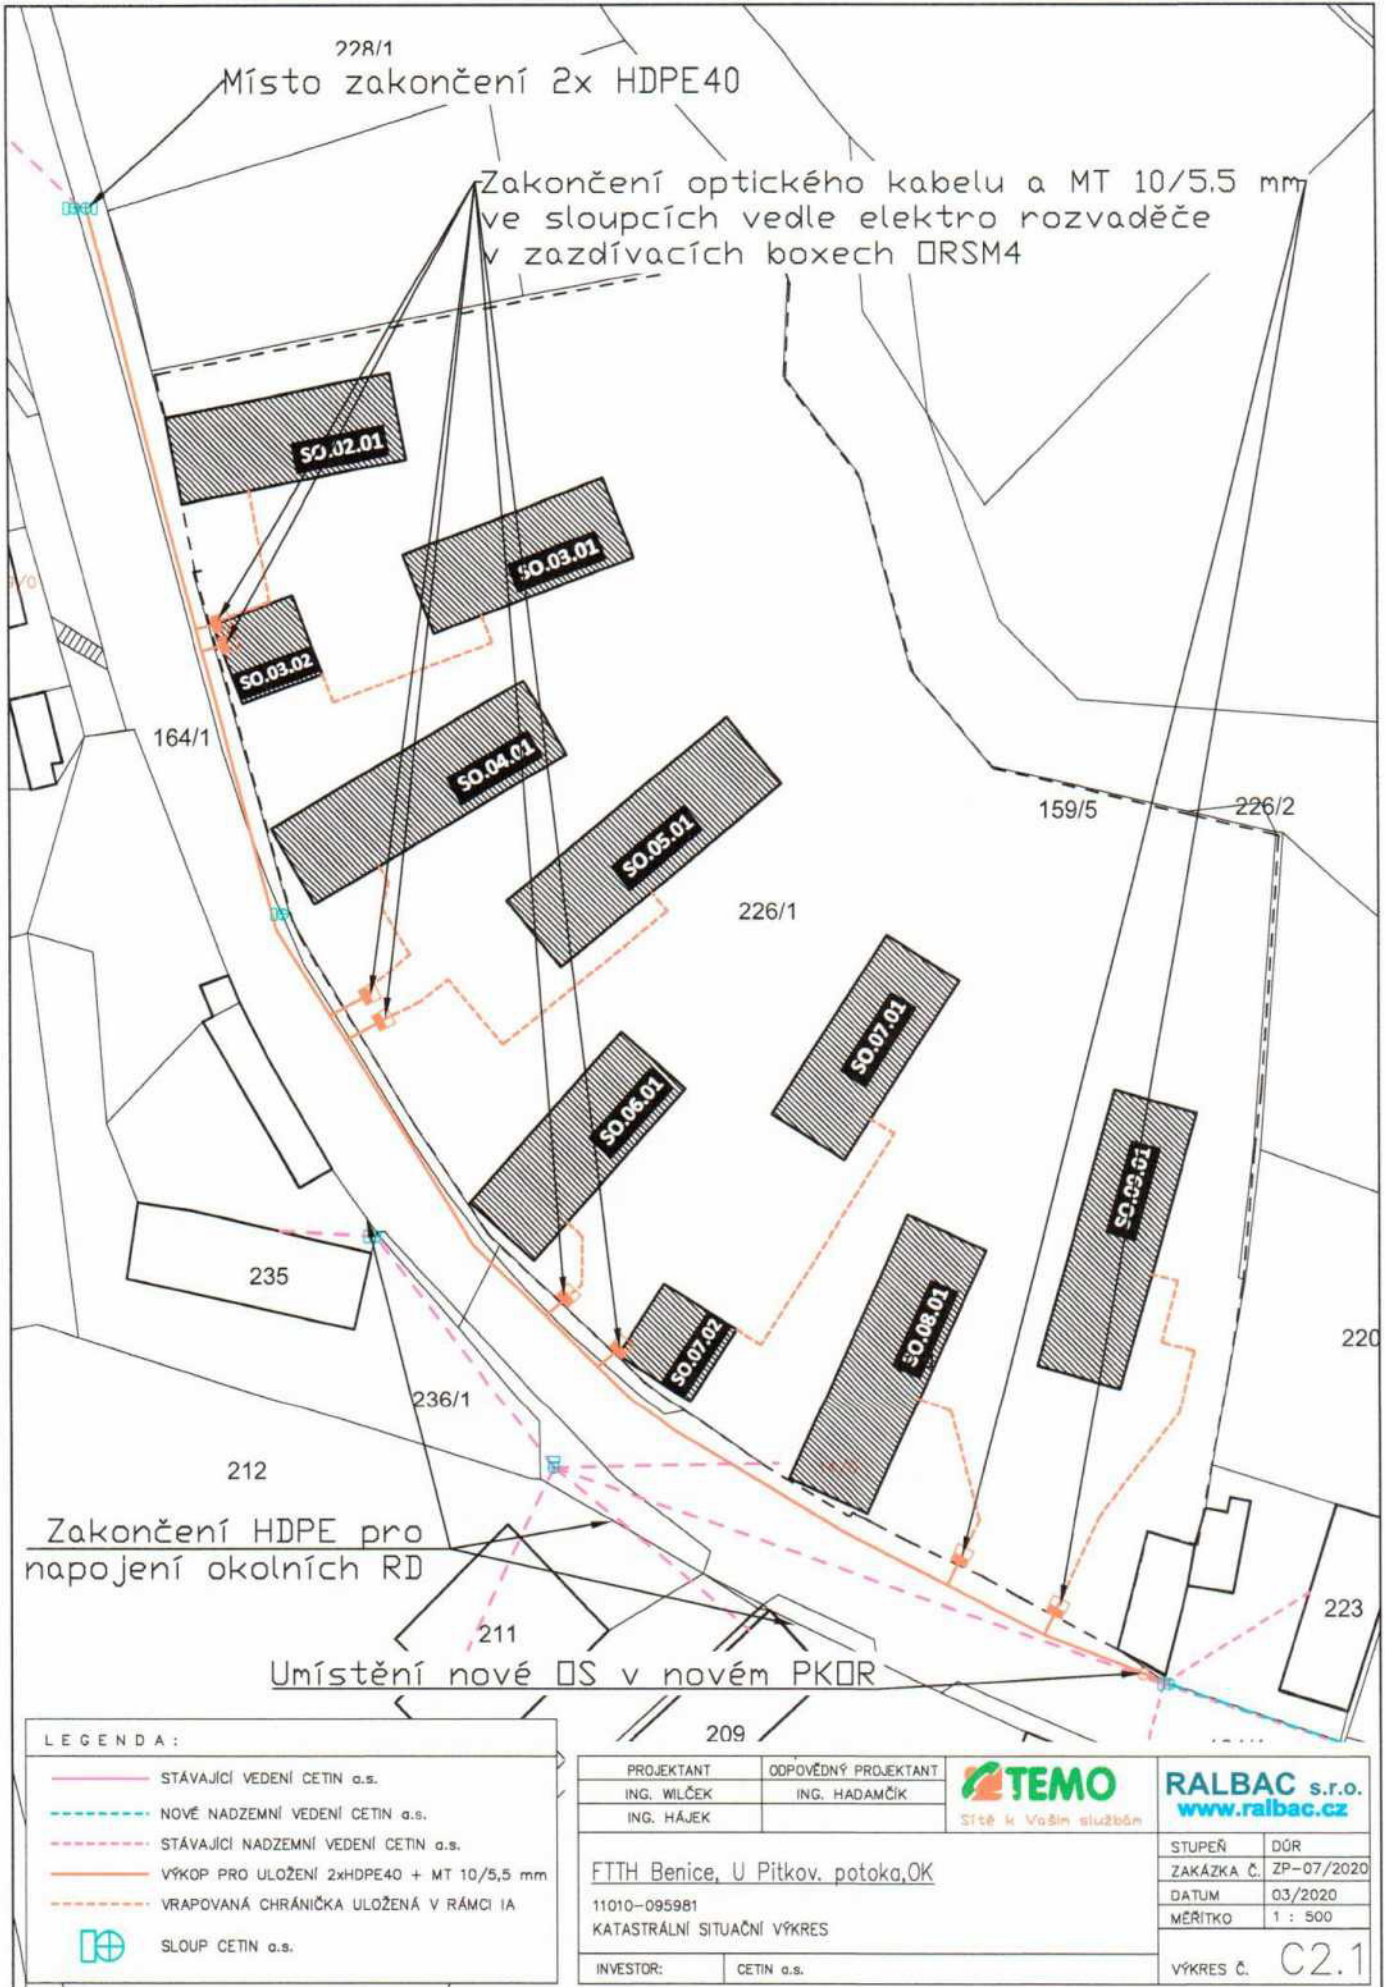 228/1
Místo zakončení 2x HDPE40
Zakončení optického kabelu a MT 10/5.5 mm
ve sloupcích vedle elektro rozvaděče
v zazdívacích boxech ORSM4
SO.02.01
SO.03.01
SO.03.02
164/1
SO.04.01
SO.05.01
159/5
226/2
226/1
SO.07.01
SO.06.01
SO.09.01
235
SO.08.01
SO.07.02
220
236/1
212
Zakončení HDPE pro
napojení okolních RD
211
223
Umístění nové OS v novém PKOR
209
LEGENDA:
STÁVAJÍCÍ VEDENÍ CETIN a.s.
NOVÉ NADZEMNÍ VEDENÍ CETIN a.s.
STÁVAJÍCÍ NADZEMNÍ VEDENÍ CETIN a.s.
VÝKOP PRO ULOŽENÍ 2xHDPE40 + MT 10/5,5 mm
VRAPOVANÁ CHRÁNIČKA ULOŽENÁ V RÁMCI IA
SLOUP CETIN a.s.
PROJEKTANT
ODPOVĚDNÝ PROJEKTANT
ING. WILČEK
ING. HADAMČÍK
ING. HÁJEK
TEMO
Sítě k Vašim službám
RALBAC s.r.o.
www.ralbac.cz
FTTH Benice, U Pitkov. potoka,OK
11010-095981
KATASTRÁLNÍ SITUAČNÍ VÝKRES
INVESTOR: CETIN a.s.
STUPEŇ DÚR
ZAKÁZKA Č. ZP-07/2020
DATUM 03/2020
MĚŘÍTKO 1 : 500
VÝKRES Č. C2.1